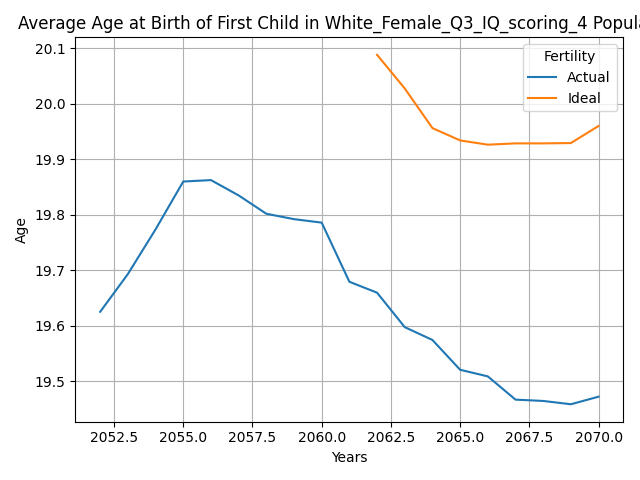 Average Age at Birth of First Child in White_Female_Q3_IQ_scoring_4 Popula
Fertility
Actual
Ideal
20.1
20.0
19.9
19.8
19.7
19.6
19.5
Age
2052.5 2055.0 2057.5 2060.0 2062.5 2065.0 2067.5 2070.0
Years